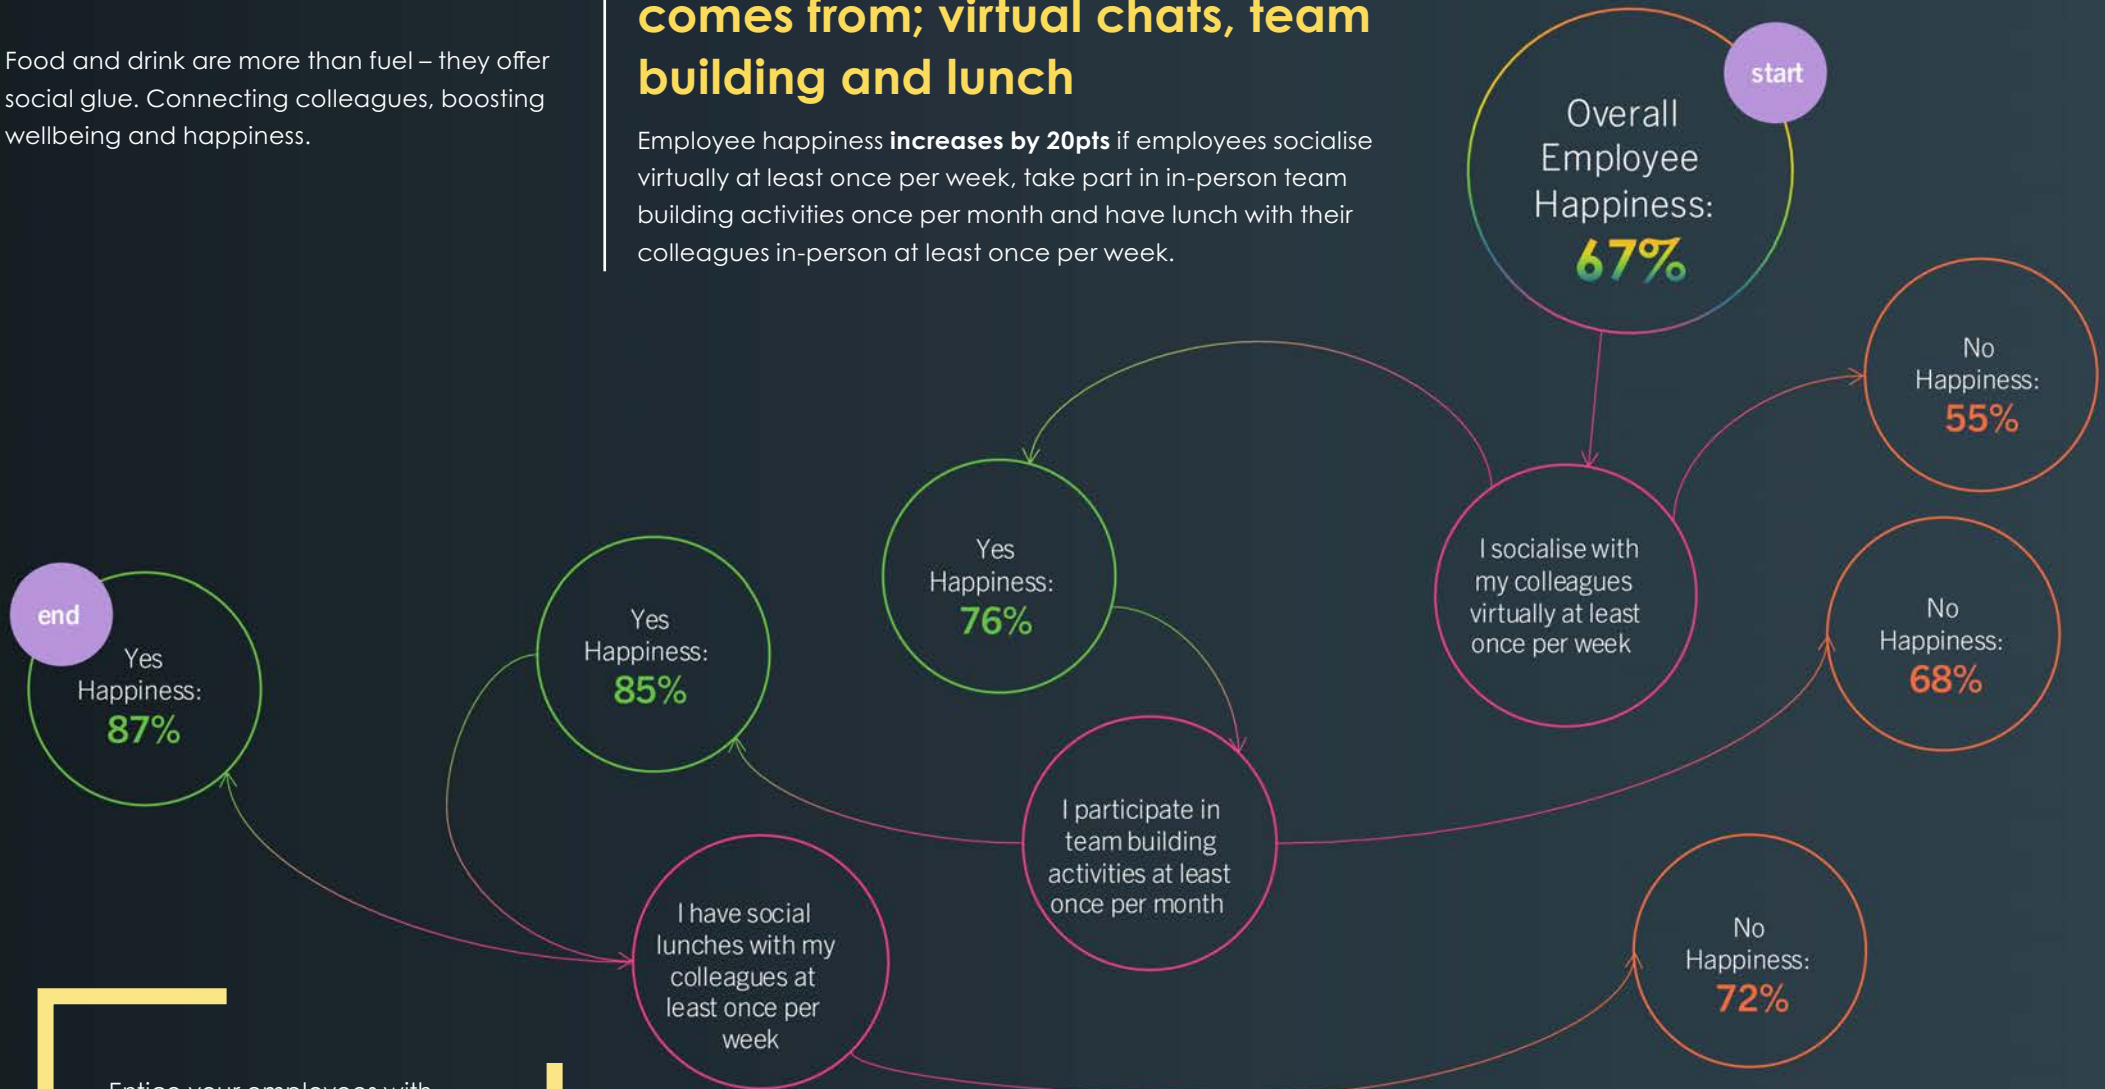 Food and drink are more than fuel – they offer
social glue. Connecting colleagues, boosting
wellbeing and happiness.
comes from; virtual chats, team
building and lunch
Employee happiness increases by 20pts if employees socialise
virtually at least once per week, take part in in-person team
building activities once per month and have lunch with their
colleagues in-person at least once per week.
start
Overall
Employee
Happiness:
67%
No
Happiness:
55%
I socialise with
my colleagues
virtually at least
once per week
Yes
Happiness:
76%
No
Happiness:
68%
I participate in
team building
activities at least
once per month
Yes
Happiness:
85%
No
Happiness:
72%
I have social
lunches with my
colleagues at
least once per
week
end
Yes
Happiness:
87%
Entice your employees with